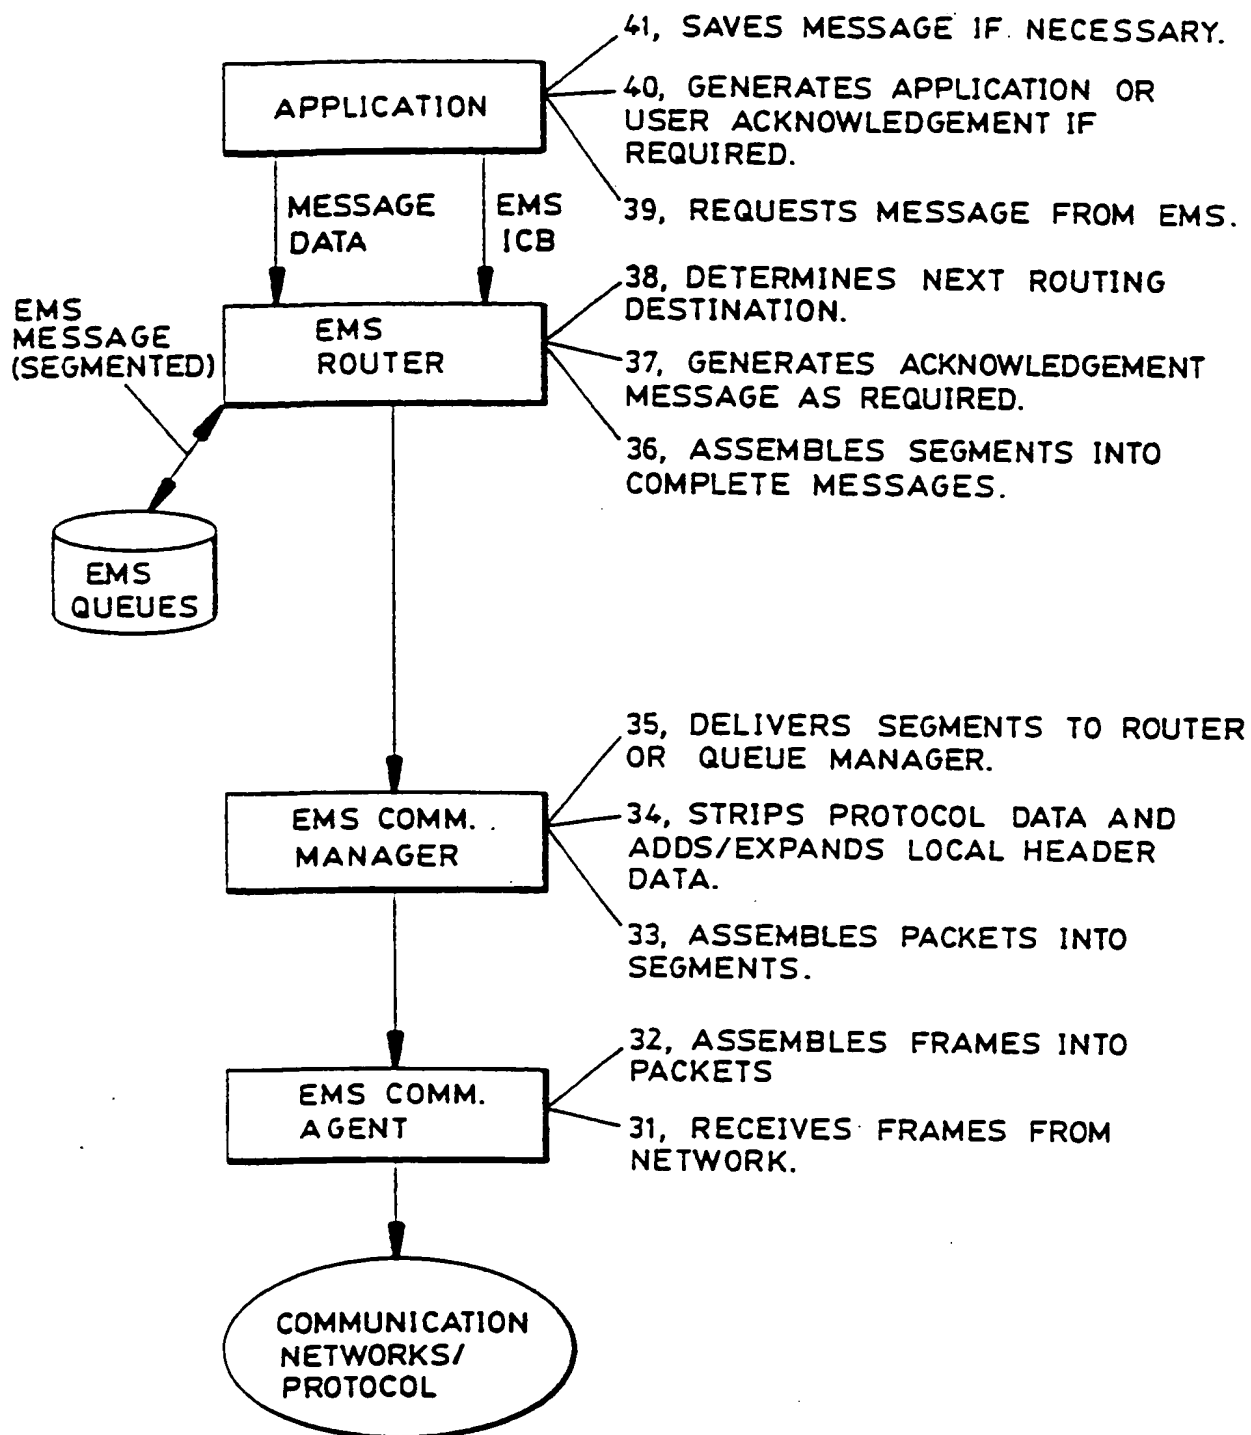 41, SAVES MESSAGE IF NECESSARY.
APPLICATION
40, GENERATES APPLICATION OR
USER ACKNOWLEDGEMENT IF
REQUIRED.
39, REQUESTS MESSAGE FROM EMS.
MESSAGE
DATA
EMS
ICB
EMS
MESSAGE
(SEGMENTED)
EMS
ROUTER
38, DETERMINES NEXT ROUTING
DESTINATION.
37, GENERATES ACKNOWLEDGEMENT
MESSAGE AS REQUIRED.
36, ASSEMBLES SEGMENTS INTO
COMPLETE MESSAGES.
EMS
QUEUES
35, DELIVERS SEGMENTS TO ROUTER
OR QUEUE MANAGER.
EMS COMM.
MANAGER
34, STRIPS PROTOCOL DATA AND
ADDS/EXPANDS LOCAL HEADER
DATA.
33, ASSEMBLES PACKETS INTO
SEGMENTS.
32, ASSEMBLES FRAMES INTO
PACKETS
EMS COMM.
AGENT
31, RECEIVES FRAMES FROM
NETWORK.
COMMUNICATION
NETWORKS/
PROTOCOL